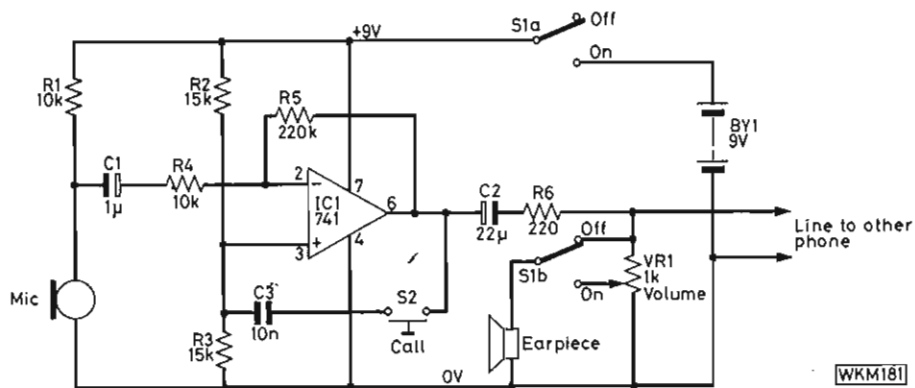 S1a
Off
+9V
On
R1
10k
R2
15k
R5
220k
BY1
9V
C1
1µ
R4
10k
2
−
7
IC1
741
6
+
3
4
C2
22µ
R6
220
Off
Line to other
phone
S1b
VR1
1k
Volume
On
Mic
C3
10n
S2
Call
R3
15k
Earpiece
0V
WKM181